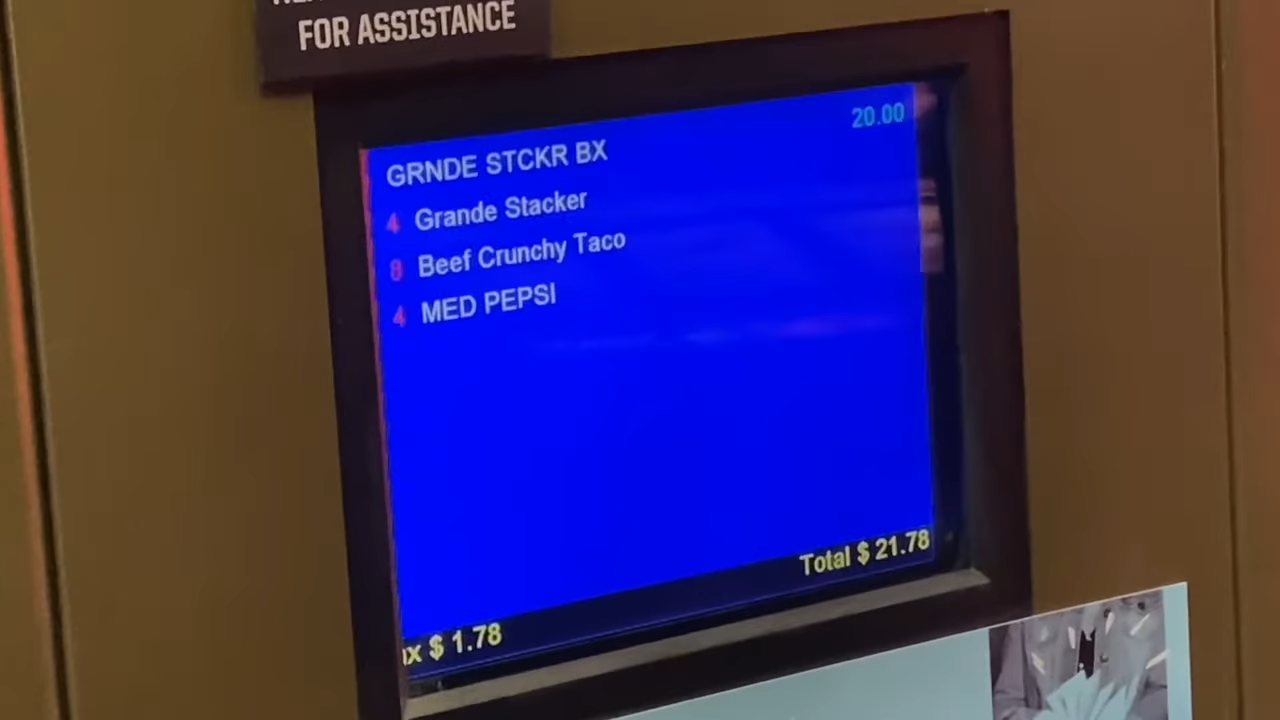 FOR ASSISTANCE
GRNDE STCKR BX 20.00
4 Grande Stacker
8 Beef Crunchy Taco
4 MED PEPSI
Total $ 21.78
x $ 1.78